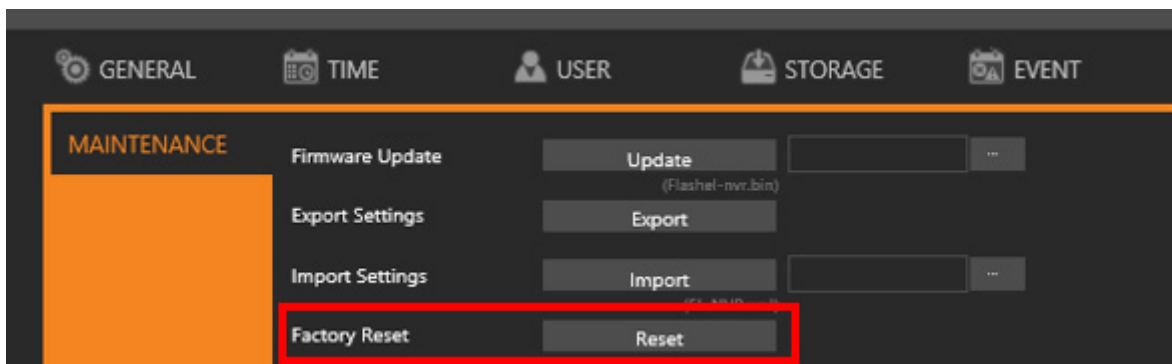 GENERAL TIME USER STORAGE EVENT
MAINTENANCE
Firmware Update Update ...
(Flashel-nvr.bin)
Export Settings Export
Import Settings Import ...
Factory Reset Reset